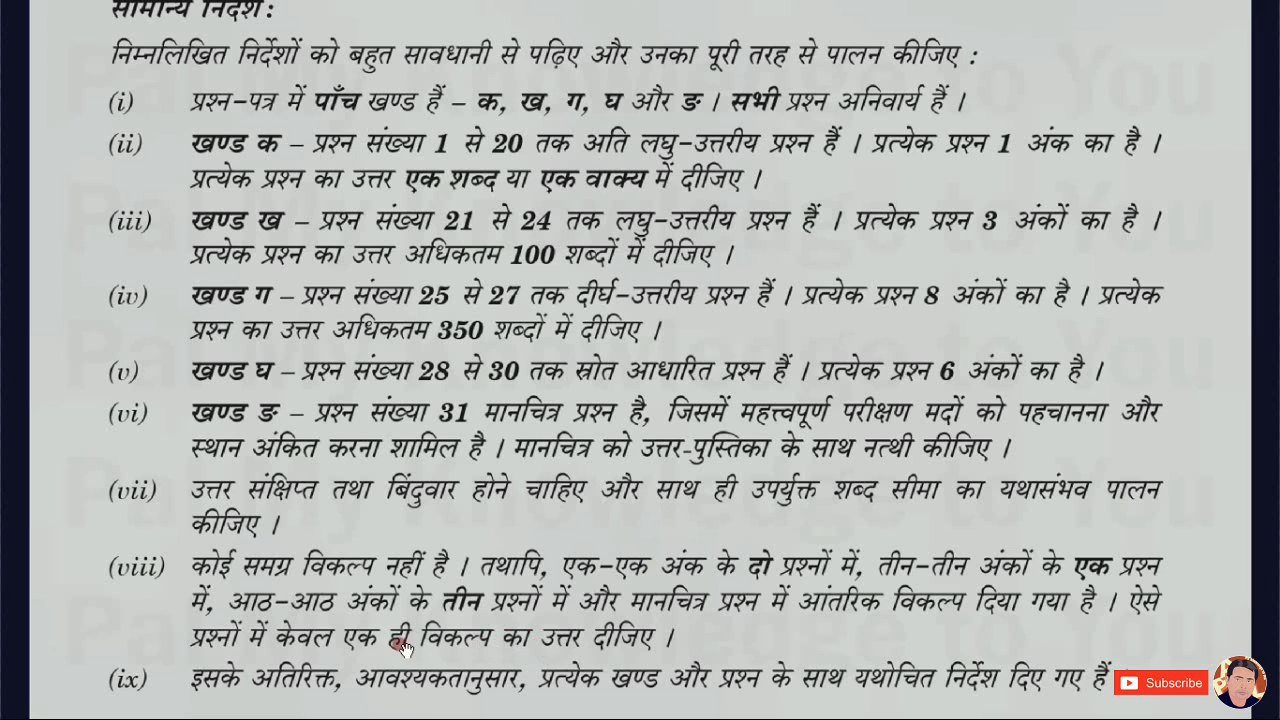 सामान्य निर्देश :
निम्नलिखित निर्देशों को बहुत सावधानी से पढ़िए और उनका पूरी तरह से पालन कीजिए :
(i) प्रश्न-पत्र में पाँच खण्ड हैं – क, ख, ग, घ और ङ । सभी प्रश्न अनिवार्य हैं ।
(ii) खण्ड क – प्रश्न संख्या 1 से 20 तक अति लघु-उत्तरीय प्रश्न हैं । प्रत्येक प्रश्न 1 अंक का है ।
प्रत्येक प्रश्न का उत्तर एक शब्द या एक वाक्य में दीजिए ।
(iii) खण्ड ख – प्रश्न संख्या 21 से 24 तक लघु-उत्तरीय प्रश्न हैं । प्रत्येक प्रश्न 3 अंकों का है ।
प्रत्येक प्रश्न का उत्तर अधिकतम 100 शब्दों में दीजिए ।
(iv) खण्ड ग – प्रश्न संख्या 25 से 27 तक दीर्घ-उत्तरीय प्रश्न हैं । प्रत्येक प्रश्न 8 अंकों का है । प्रत्येक
प्रश्न का उत्तर अधिकतम 350 शब्दों में दीजिए ।
(v) खण्ड घ – प्रश्न संख्या 28 से 30 तक स्रोत आधारित प्रश्न हैं । प्रत्येक प्रश्न 6 अंकों का है ।
(vi) खण्ड ङ – प्रश्न संख्या 31 मानचित्र प्रश्न है, जिसमें महत्त्वपूर्ण परीक्षण मदों को पहचानना और
स्थान अंकित करना शामिल है । मानचित्र को उत्तर-पुस्तिका के साथ नत्थी कीजिए ।
(vii) उत्तर संक्षिप्त तथा बिंदुवार होने चाहिए और साथ ही उपर्युक्त शब्द सीमा का यथासंभव पालन
कीजिए ।
(viii) कोई समग्र विकल्प नहीं है । तथापि, एक-एक अंक के दो प्रश्नों में, तीन-तीन अंकों के एक प्रश्न
में, आठ-आठ अंकों के तीन प्रश्नों में और मानचित्र प्रश्न में आंतरिक विकल्प दिया गया है । ऐसे
प्रश्नों में केवल एक ही विकल्प का उत्तर दीजिए ।
(ix) इसके अतिरिक्त, आवश्यकतानुसार, प्रत्येक खण्ड और प्रश्न के साथ यथोचित निर्देश दिए गए हैं
Subscribe